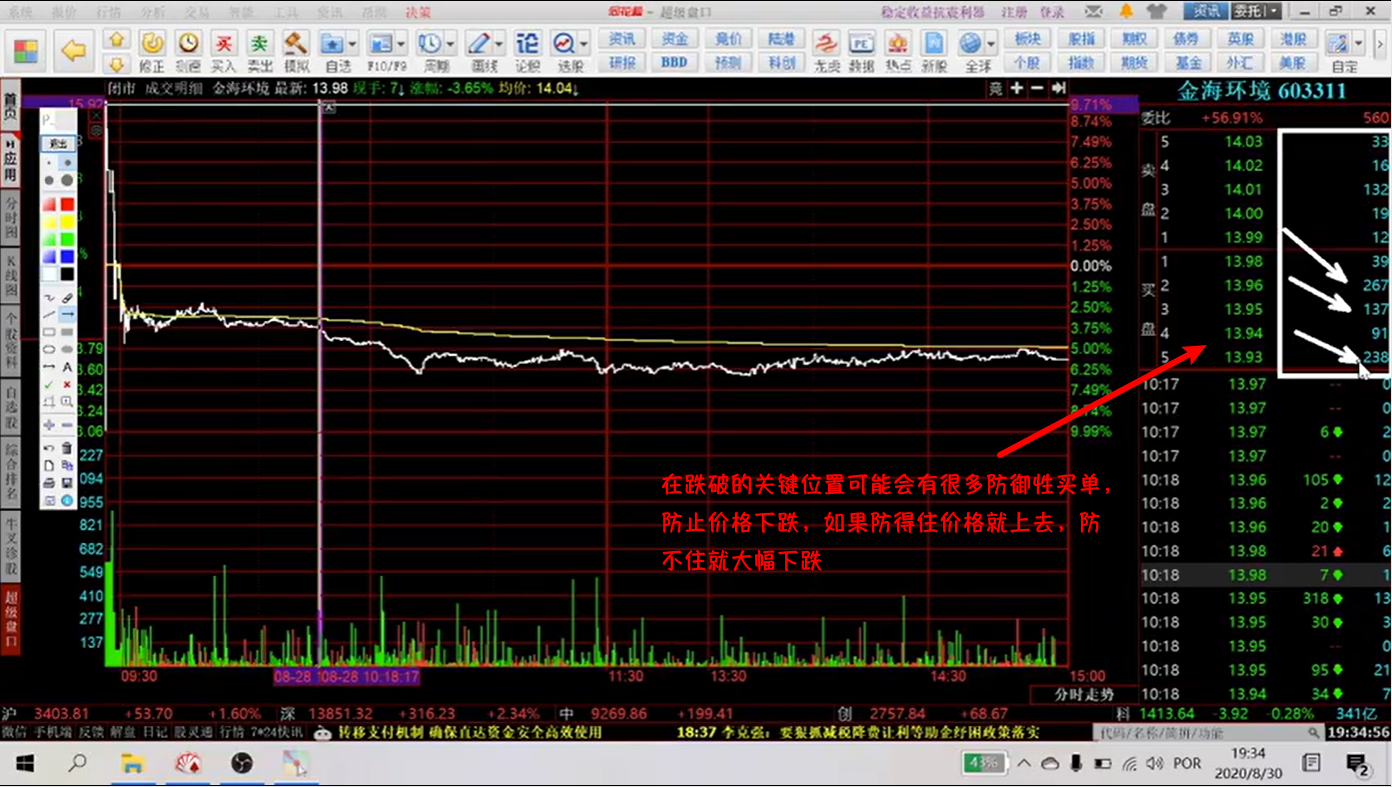 系统 报价 行情 分析 交易 智能 工具 资讯 帮助 决策 同花顺 - 超级盘口 稳定收益抗衰利器 注册 登录 资讯 委托
修正 买入 卖出 模拟 自选 F10/F9 周期 画线 论股 选股 资讯 资金 竞价 陆港 无贡 数据 热点 新股 全球 板块 股指 期权 债券 英股 港股 自定
研报 BBD 预测 科创 个股 指数 期货 基金 外汇 美股
闭市 成交明细 金海环境 最新: 13.98 现手: 7↓ 涨幅: -3.65% 均价: 14.04↓ 竞
金海环境 603311
首页
应用
分时图
K线图
个股资料
自选股
综合排名
牛叉诊股
超级盘口
15.92
P..
退出
A
3.79
3.60
3.42
3.24
3.06
227
094
955
821
682
549
410
277
137
9.71%
8.74%
7.49%
6.25%
5.00%
3.75%
2.50%
1.25%
0.00%
1.25%
2.50%
3.75%
5.00%
6.25%
7.49%
8.74%
9.99%
委比 +56.91% 560
卖盘
5 14.03 33
4 14.02 16
3 14.01 132
2 14.00 19
1 13.99 12
买盘
1 13.98 39
2 13.96 267
3 13.95 137
4 13.94 91
5 13.93 238
10:17 13.97 -- 0
10:17 13.97 -- 0
10:17 13.97 6 2
10:17 13.97 -- 0
10:18 13.96 105 12
10:18 13.96 2 2
10:18 13.96 20 1
10:18 13.98 21 6
10:18 13.98 7 1
10:18 13.95 318 13
10:18 13.95 30 3
10:18 13.95 -- 0
10:18 13.95 95 21
10:18 13.94 34 7
在跌破的关键位置可能会有很多防御性买单，
防止价格下跌，如果防得住价格就上去，防
不住就大幅下跌
09:30 08-28 08-28 10:18:17 11:30 13:30 14:30 15:00
分时走势
沪 3403.81 +53.70 +1.60% 深 13851.32 +316.23 +2.34% 中 9269.86 +199.41 创 2757.84 +68.67 科 1413.64 -3.92 -0.28% 341亿
微信 手机端 反馈 解盘 日记 股灵通 行情 7*24快讯 转移支付机制 确保直达资金安全高效使用 18:37 李克强：要狠抓减税降费让利等助企纾困政策落实 代码/名称/简拼/功能 19:34:56
43% POR 19:34
2020/8/30 2